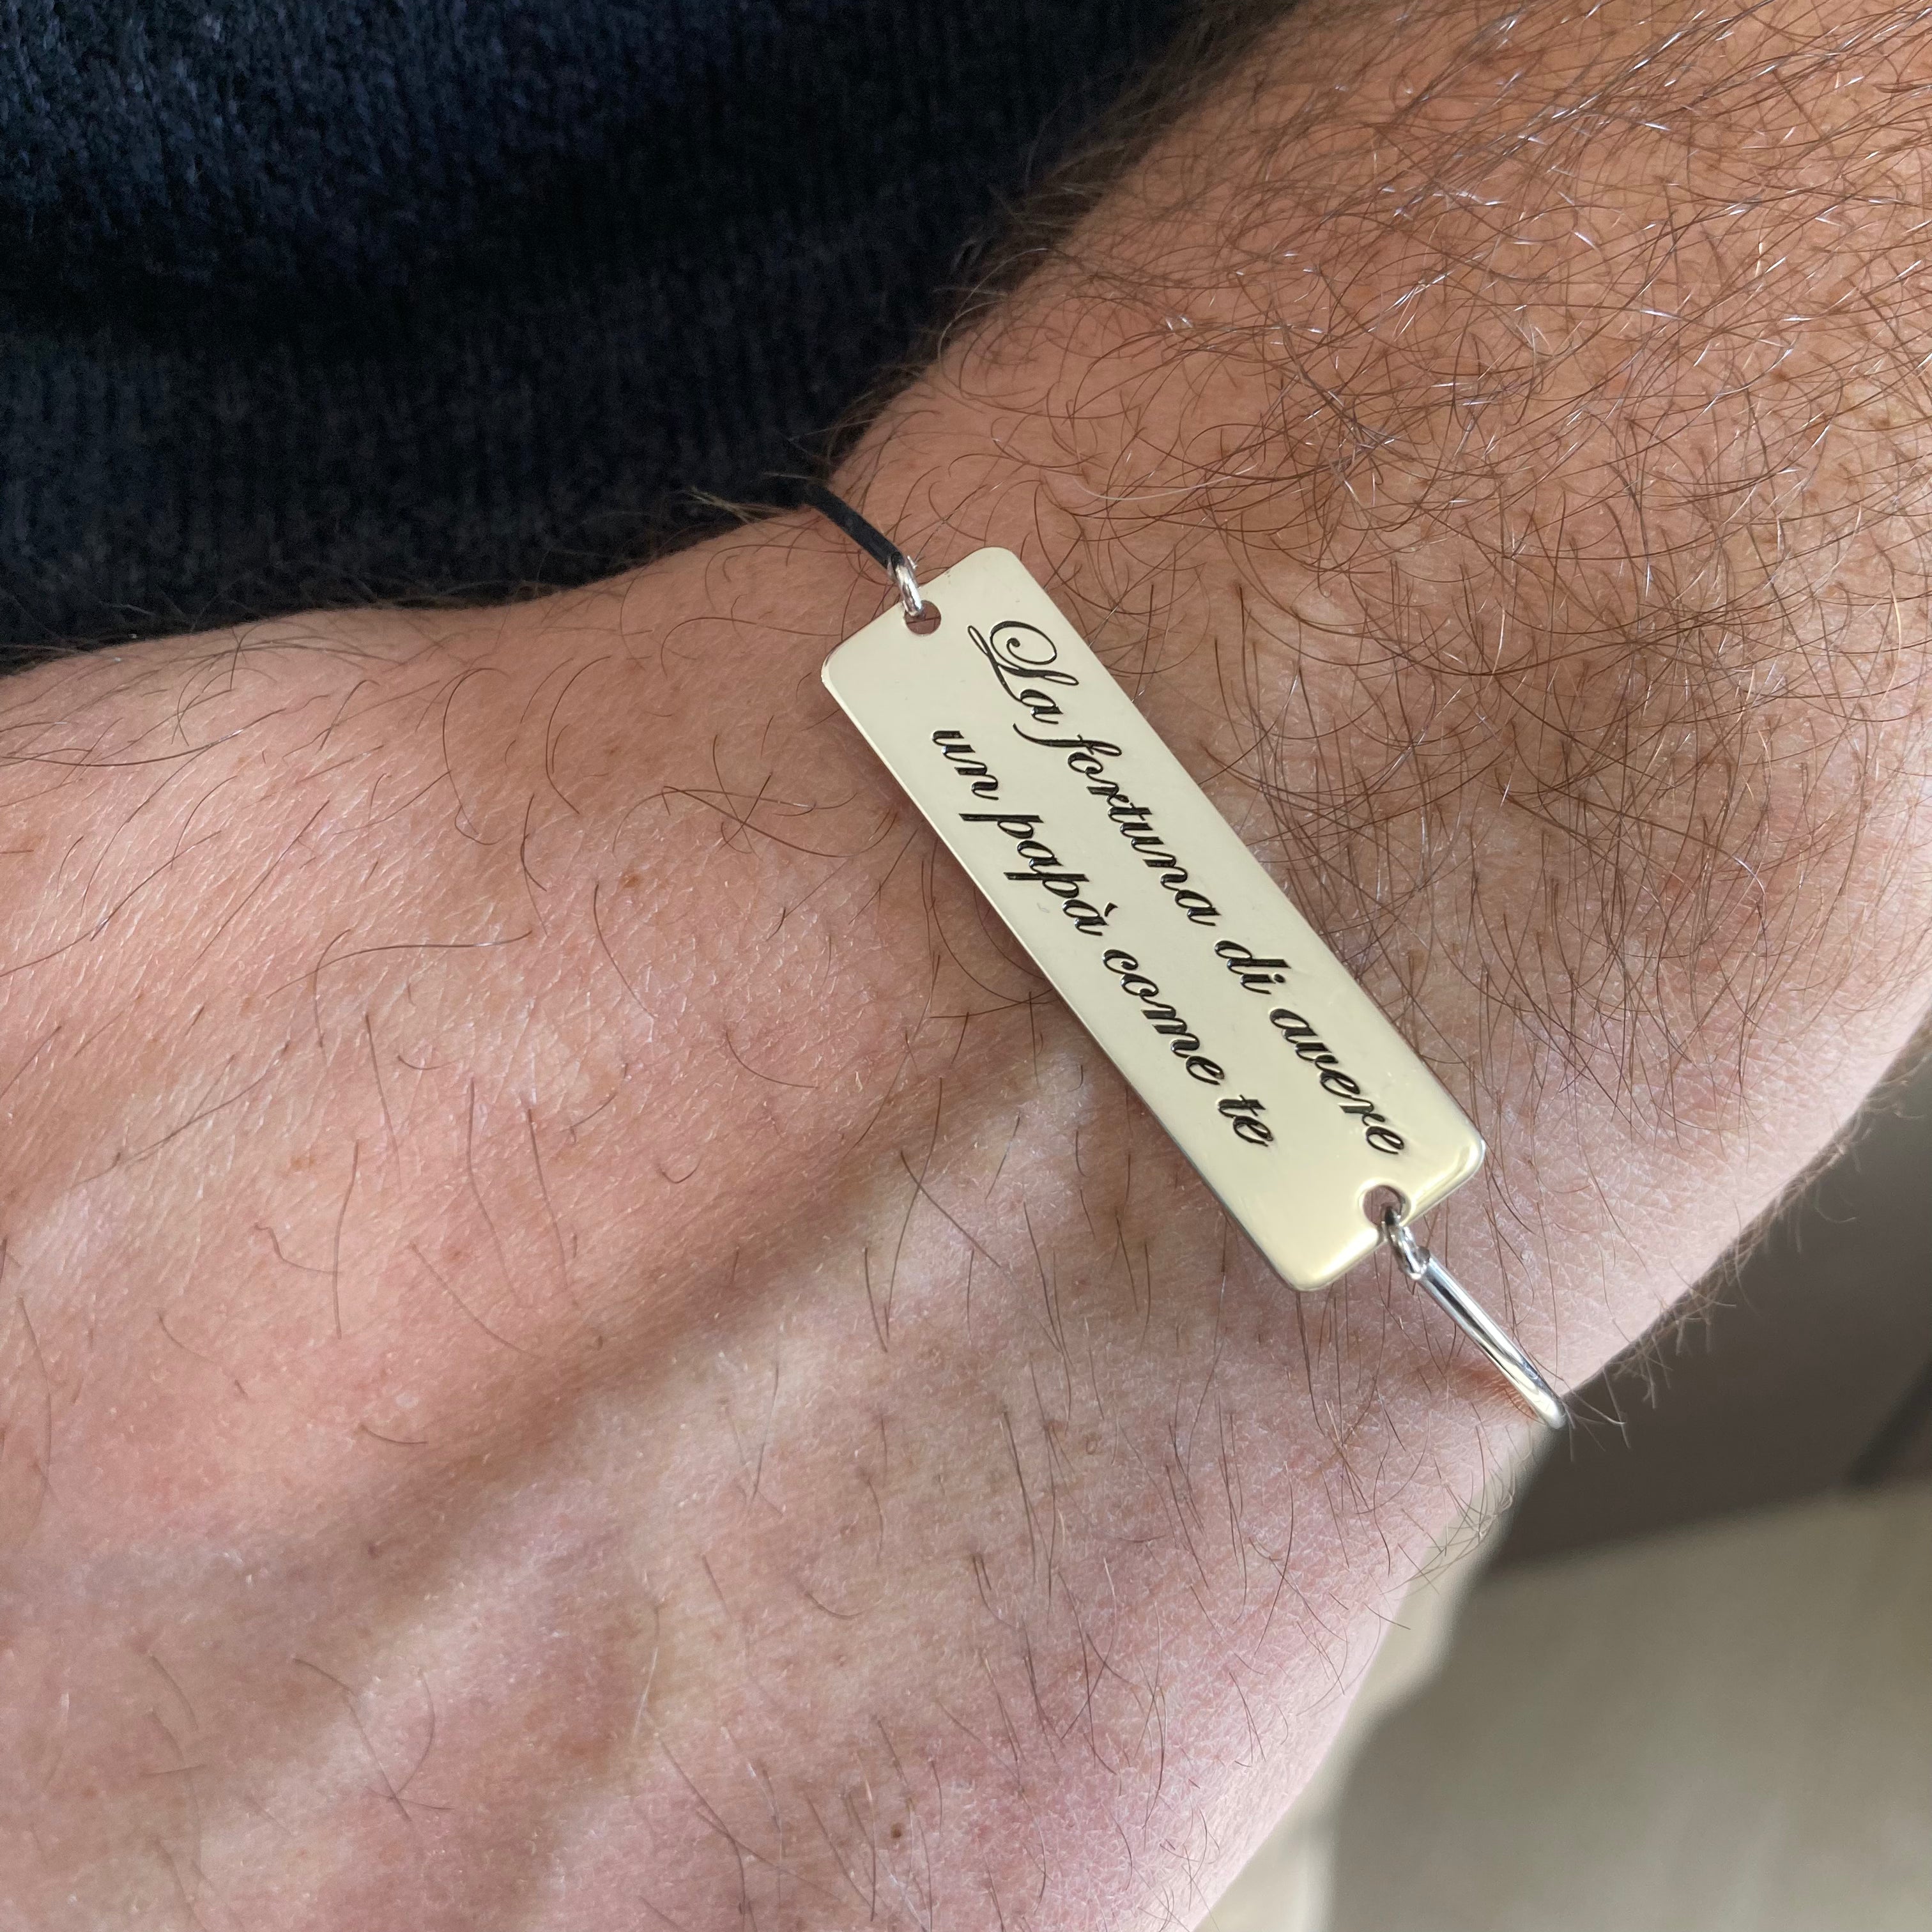 La fortuna di avere
un papà come te